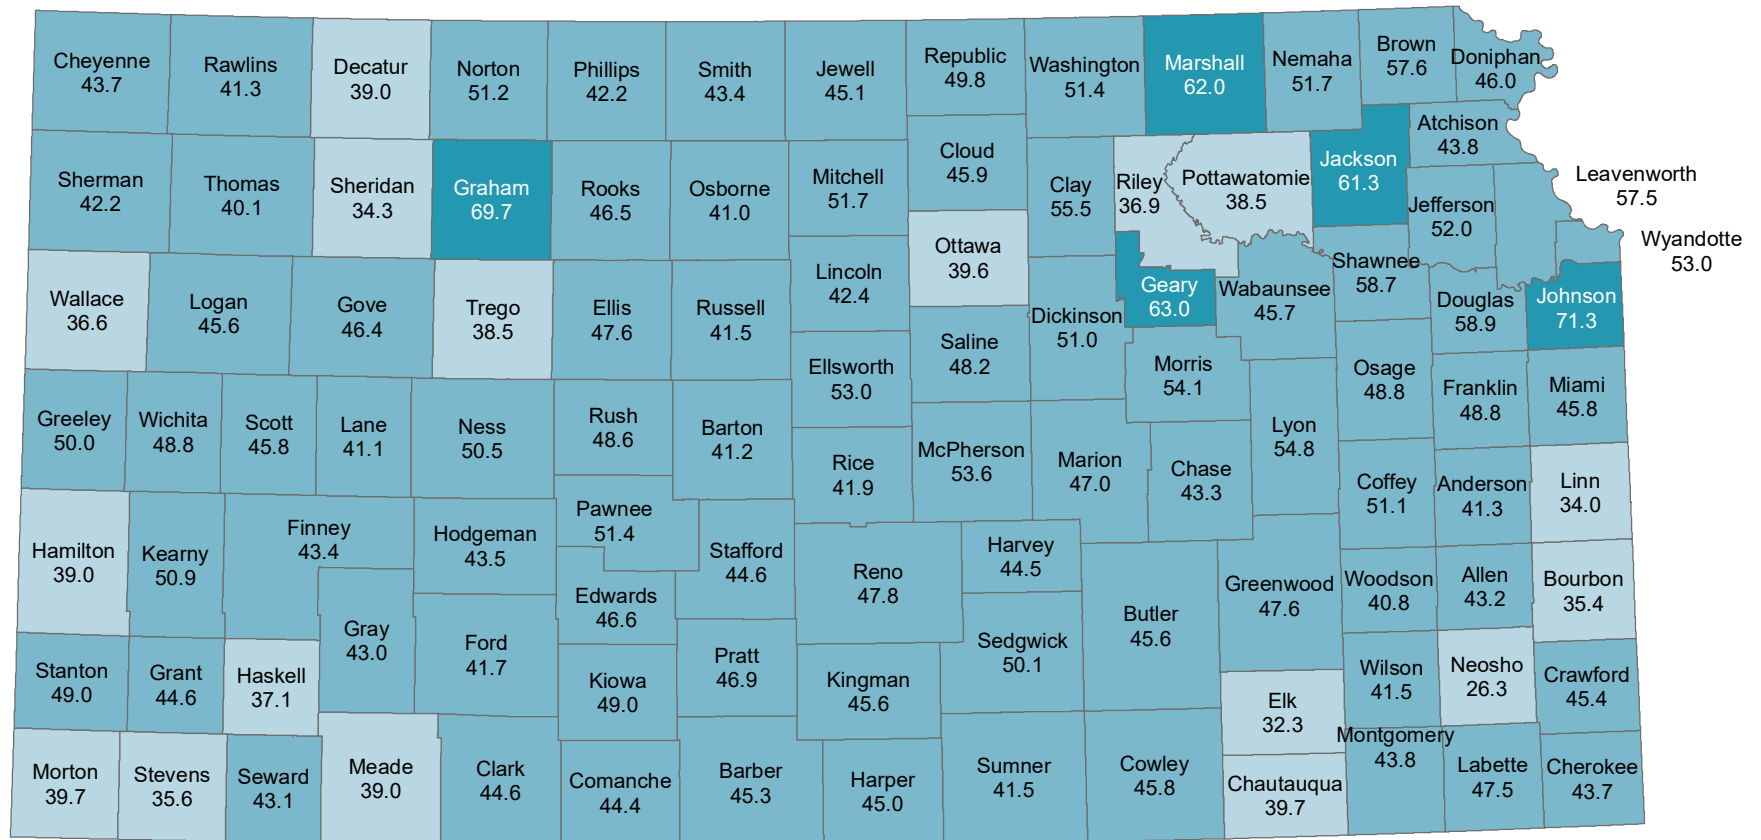 Cheyenne
43.7
Rawlins
41.3
Decatur
39.0
Norton
51.2
Phillips
42.2
Smith
43.4
Jewell
45.1
Republic
49.8
Washington
51.4
Marshall
62.0
Nemaha
51.7
Brown
57.6
Doniphan
46.0
Sherman
42.2
Thomas
40.1
Sheridan
34.3
Graham
69.7
Rooks
46.5
Osborne
41.0
Mitchell
51.7
Cloud
45.9
Clay
55.5
Riley
36.9
Pottawatomie
38.5
Jackson
61.3
Atchison
43.8
Jefferson
52.0
Leavenworth
57.5
Wyandotte
53.0
Wallace
36.6
Logan
45.6
Gove
46.4
Trego
38.5
Ellis
47.6
Russell
41.5
Lincoln
42.4
Ottawa
39.6
Saline
48.2
Dickinson
51.0
Geary
63.0
Wabaunsee
45.7
Shawnee
58.7
Douglas
58.9
Johnson
71.3
Ellsworth
53.0
Morris
54.1
Osage
48.8
Franklin
48.8
Miami
45.8
Greeley
50.0
Wichita
48.8
Scott
45.8
Lane
41.1
Ness
50.5
Rush
48.6
Barton
41.2
Rice
41.9
McPherson
53.6
Marion
47.0
Chase
43.3
Lyon
54.8
Coffey
51.1
Anderson
41.3
Linn
34.0
Hamilton
39.0
Kearny
50.9
Finney
43.4
Hodgeman
43.5
Pawnee
51.4
Stafford
44.6
Reno
47.8
Harvey
44.5
Butler
45.6
Greenwood
47.6
Woodson
40.8
Allen
43.2
Bourbon
35.4
Gray
43.0
Ford
41.7
Edwards
46.6
Pratt
46.9
Kingman
45.6
Sedgwick
50.1
Stanton
49.0
Grant
44.6
Haskell
37.1
Kiowa
49.0
Elk
32.3
Wilson
41.5
Neosho
26.3
Crawford
45.4
Morton
39.7
Stevens
35.6
Seward
43.1
Meade
39.0
Clark
44.6
Comanche
44.4
Barber
45.3
Harper
45.0
Sumner
41.5
Cowley
45.8
Chautauqua
39.7
Montgomery
43.8
Labette
47.5
Cherokee
43.7